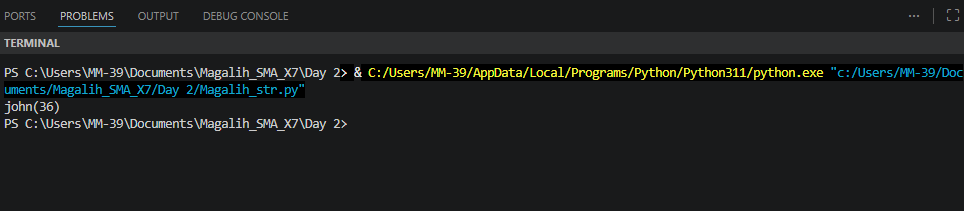 PORTS PROBLEMS OUTPUT DEBUG CONSOLE ...
TERMINAL
PS C:\Users\MM-39\Documents\Magalih_SMA_X7\Day 2> & C:/Users/MM-39/AppData/Local/Programs/Python/Python311/python.exe "c:/Users/MM-39/Doc
uments/Magalih_SMA_X7/Day 2/Magalih_str.py"
john(36)
PS C:\Users\MM-39\Documents\Magalih_SMA_X7\Day 2>